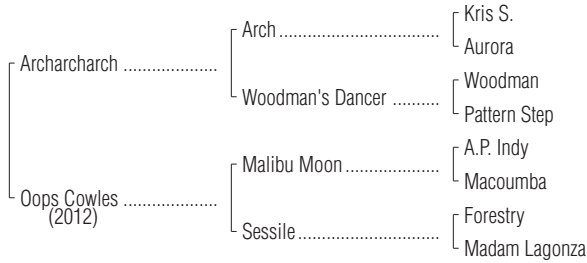 Kris S.
Arch
Aurora
Archarcharch
Woodman
Woodman's Dancer
Pattern Step
A.P. Indy
Malibu Moon
Macoumba
Oops Cowles
(2012)
Forestry
Sessile
Madam Lagonza